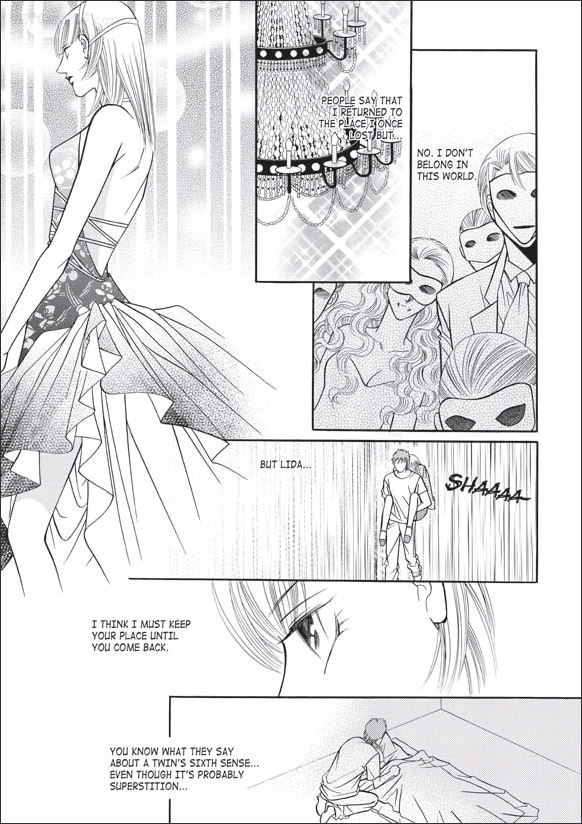 PEOPLE SAY THAT
I RETURNED TO
THE PLACE I ONCE
LOST BUT...
NO. I DON'T
BELONG IN
THIS WORLD.
BUT LIDA...
SHAAAA
I THINK I MUST KEEP
YOUR PLACE UNTIL
YOU COME BACK.
YOU KNOW WHAT THEY SAY
ABOUT A TWIN'S SIXTH SENSE...
EVEN THOUGH IT'S PROBABLY
SUPERSTITION...